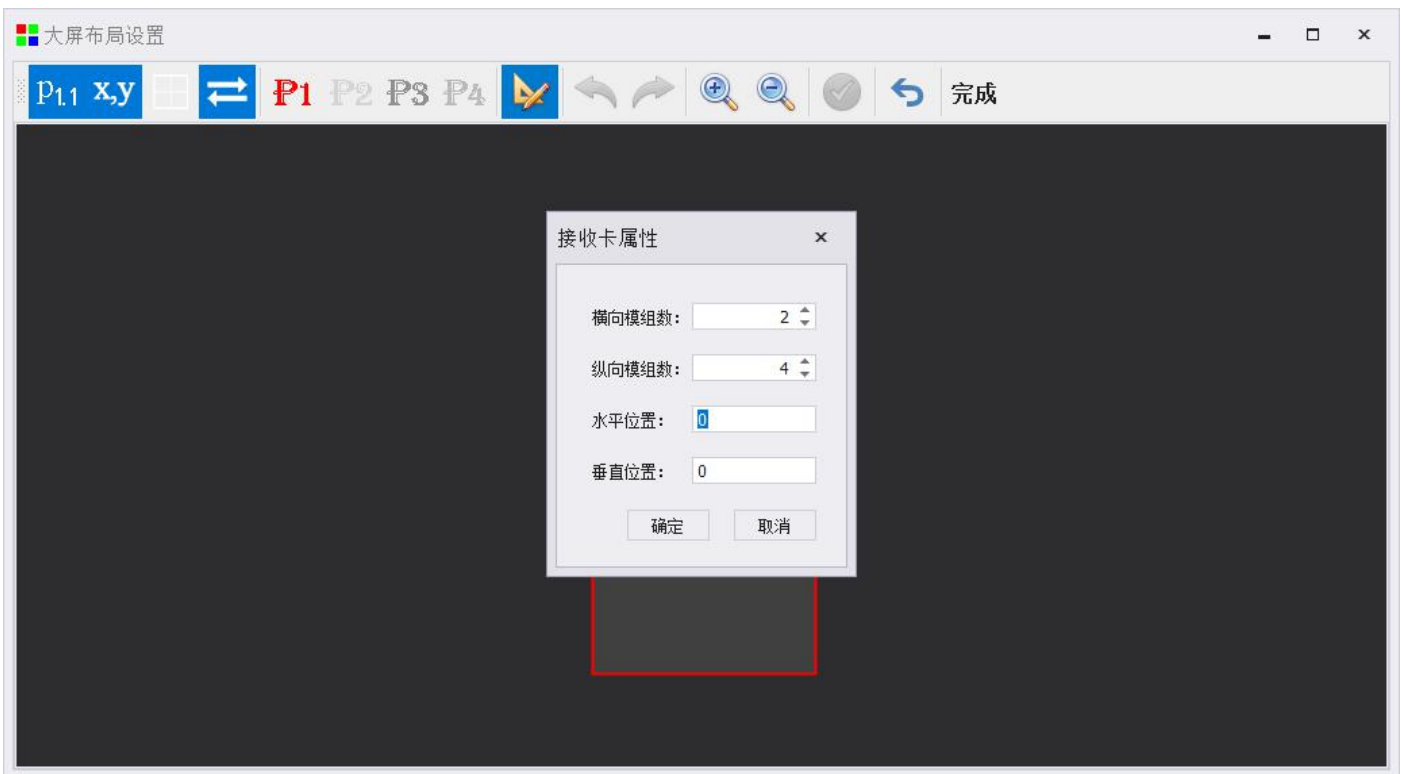 大屏布局设置
P1.1 x,y P1 P2 P3 P4 完成
接收卡属性
横向模组数： 2
纵向模组数： 4
水平位置： 0
垂直位置： 0
确定 取消